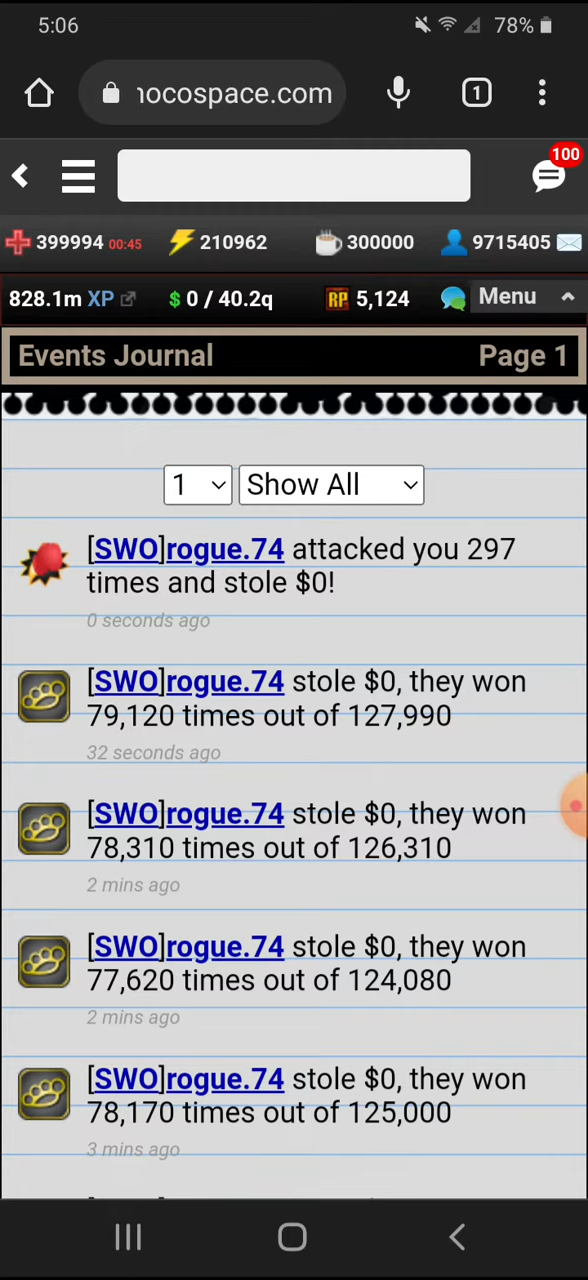 5:06
78%
nocospace.com
1
100
399994 00:45
210962
300000
9715405
828.1m XP
$ 0 / 40.2q
RP 5,124
Menu
Events Journal
Page 1
1
Show All
[SWO]rogue.74 attacked you 297
times and stole $0!
0 seconds ago
[SWO]rogue.74 stole $0, they won
79,120 times out of 127,990
32 seconds ago
[SWO]rogue.74 stole $0, they won
78,310 times out of 126,310
2 mins ago
[SWO]rogue.74 stole $0, they won
77,620 times out of 124,080
2 mins ago
[SWO]rogue.74 stole $0, they won
78,170 times out of 125,000
3 mins ago